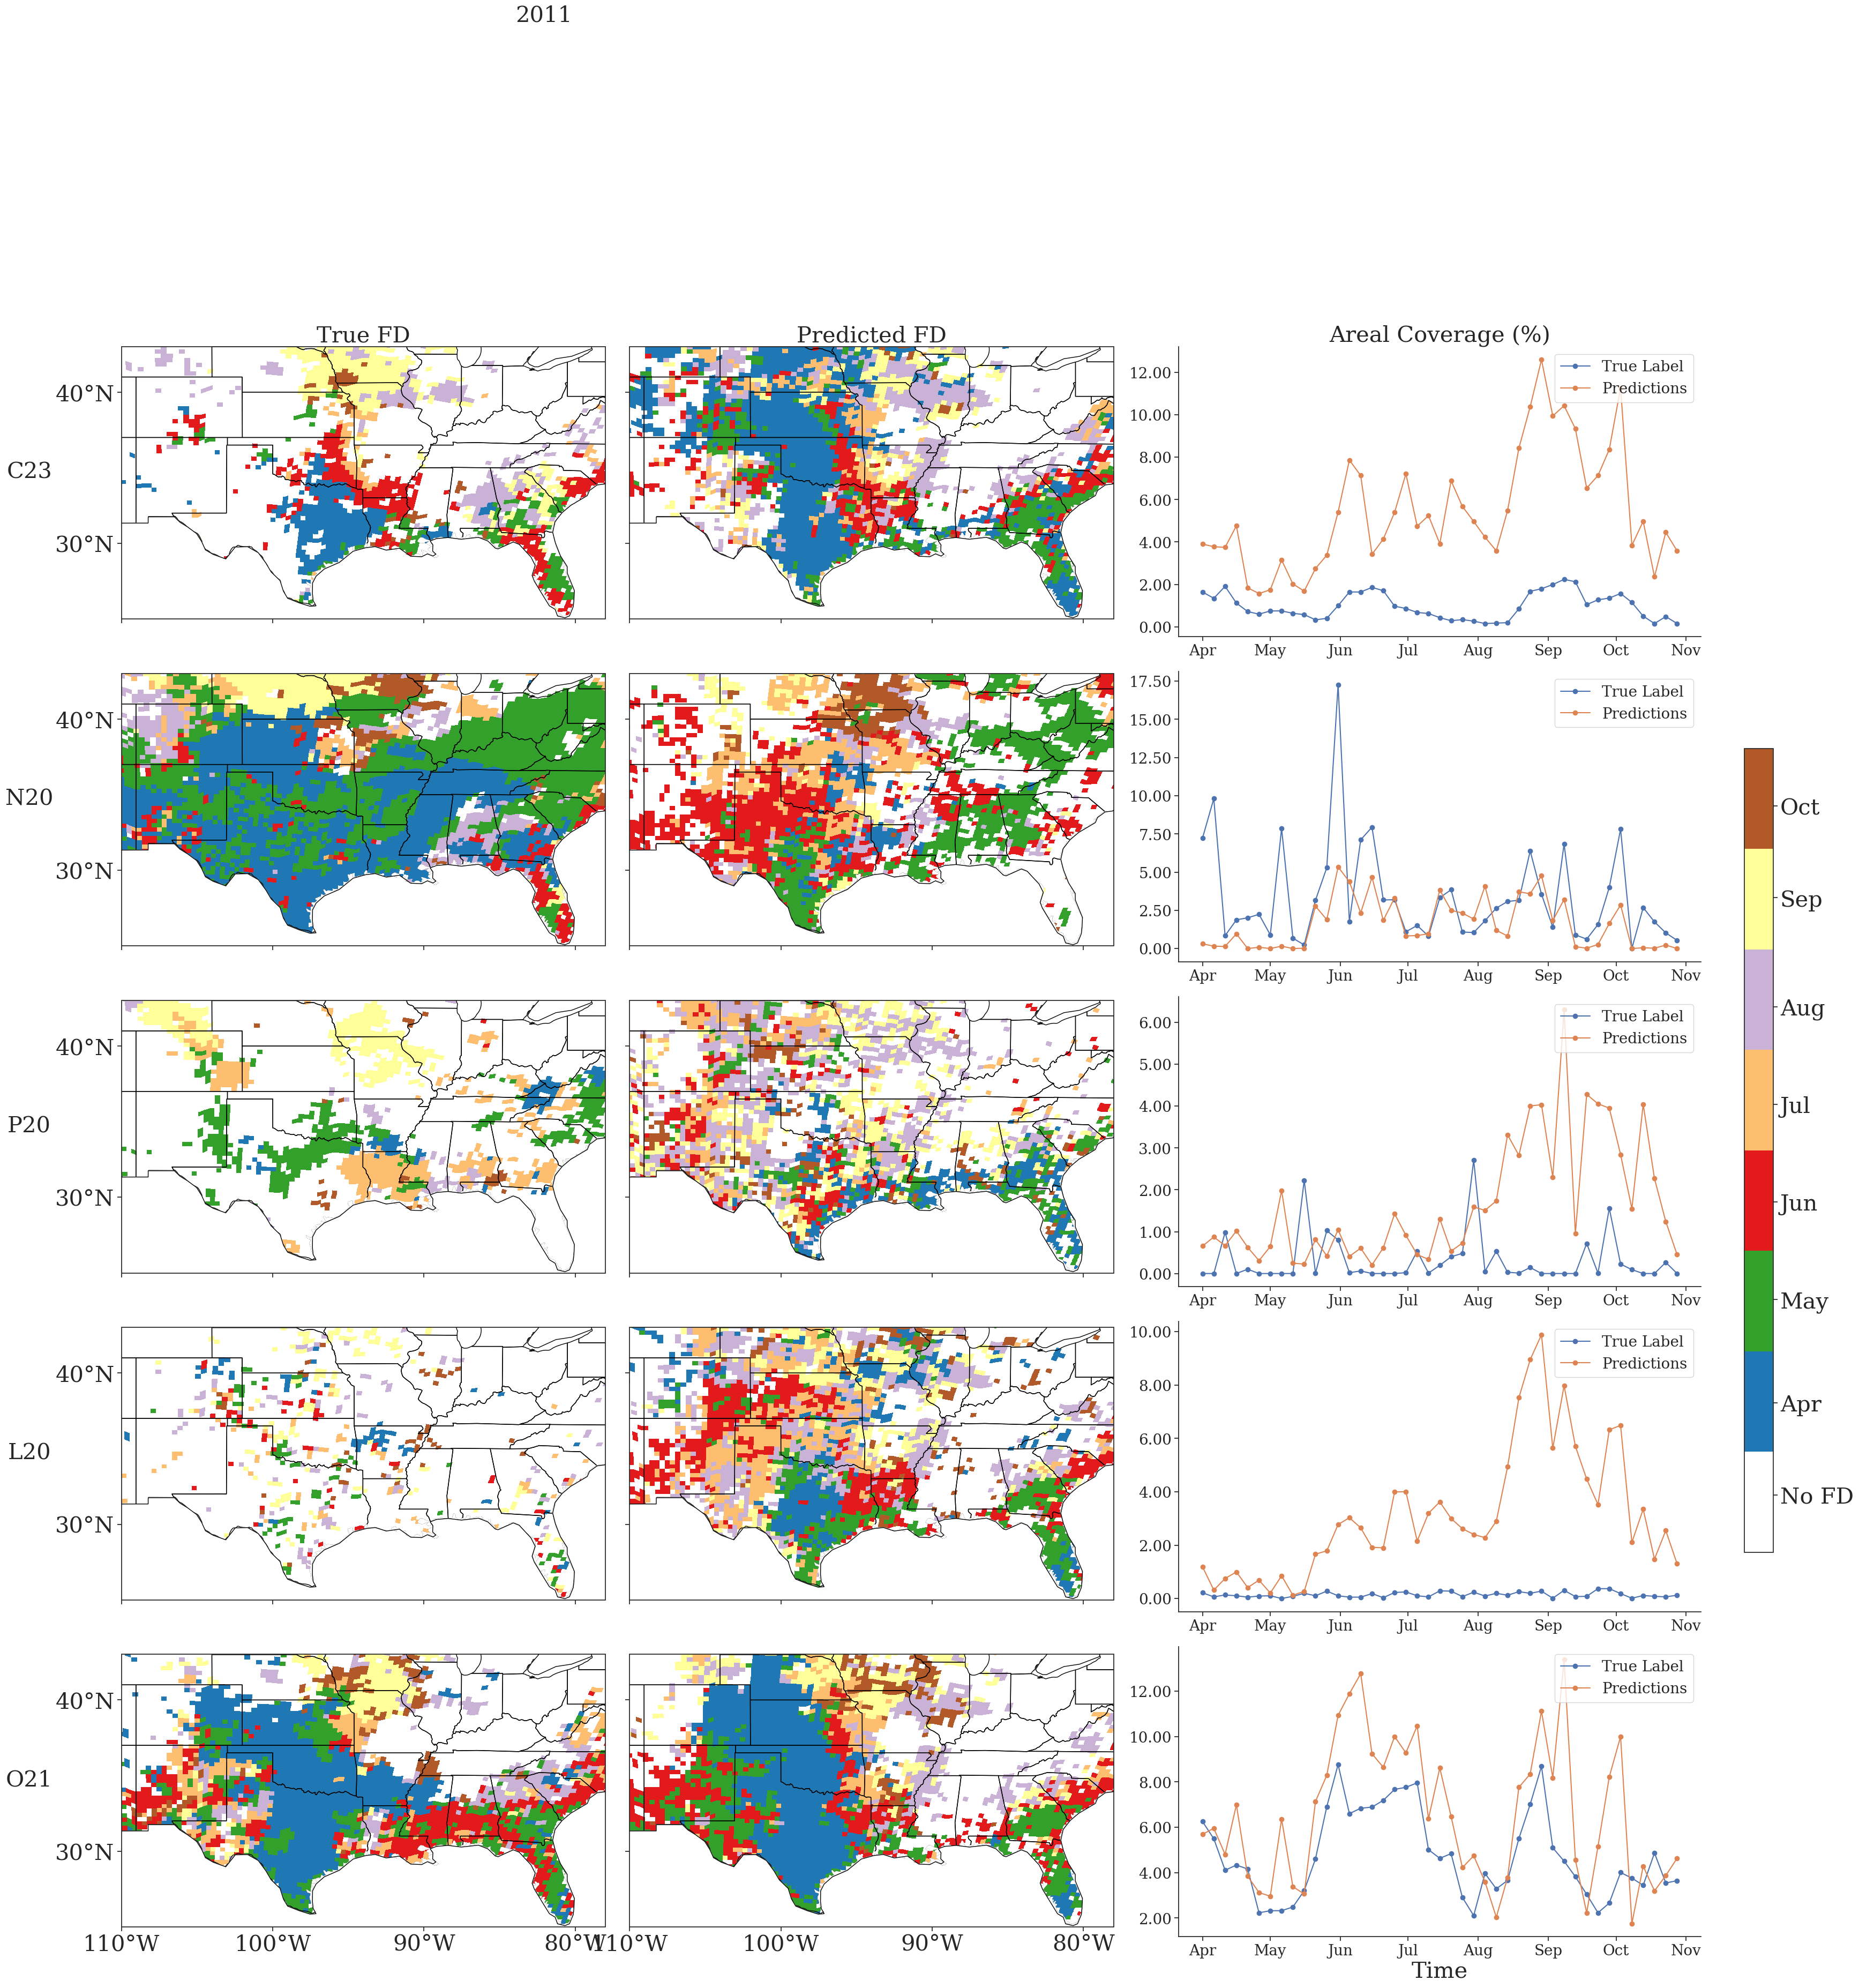 2011
True FD
Predicted FD
Areal Coverage (%)
C23
40°N
30°N
12.00
10.00
8.00
6.00
4.00
2.00
0.00
True Label
Predictions
Apr May Jun Jul Aug Sep Oct Nov
N20
40°N
30°N
17.50
15.00
12.50
10.00
7.50
5.00
2.50
0.00
True Label
Predictions
Apr May Jun Jul Aug Sep Oct Nov
P20
40°N
30°N
6.00
5.00
4.00
3.00
2.00
1.00
0.00
True Label
Predictions
Apr May Jun Jul Aug Sep Oct Nov
L20
40°N
30°N
10.00
8.00
6.00
4.00
2.00
0.00
True Label
Predictions
Apr May Jun Jul Aug Sep Oct Nov
O21
40°N
30°N
110°W 100°W 90°W 80°W
110°W 100°W 90°W 80°W
12.00
10.00
8.00
6.00
4.00
2.00
True Label
Predictions
Apr May Jun Jul Aug Sep Oct Nov
Time
Oct
Sep
Aug
Jul
Jun
May
Apr
No FD